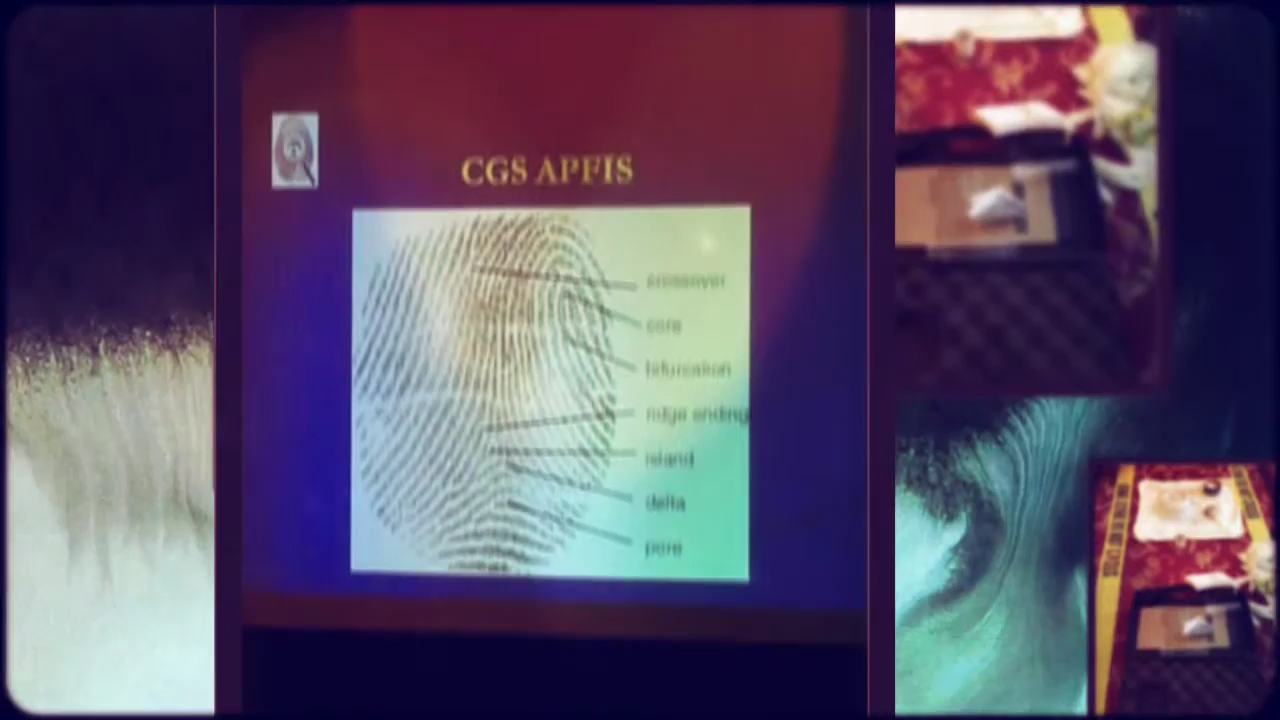 CGS APFIS
crossover
core
bifurcation
ridge ending
island
delta
pore